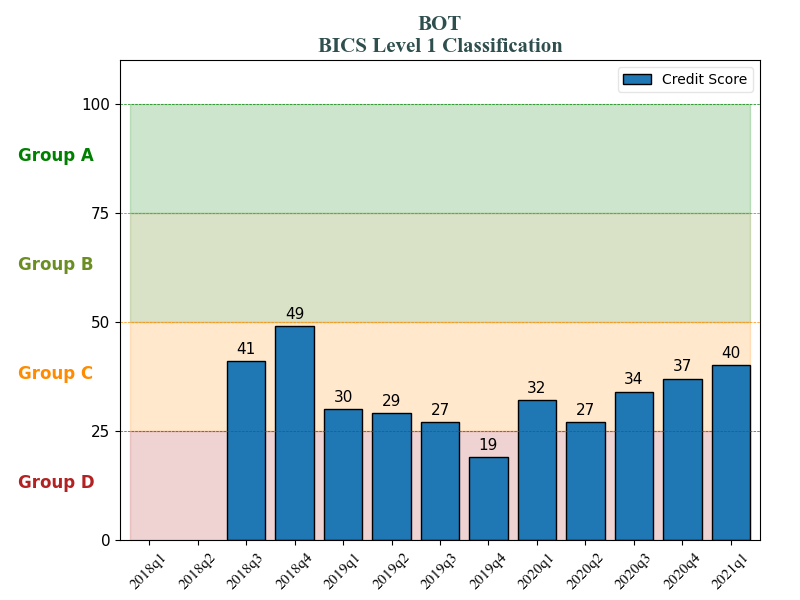 BOT
BICS Level 1 Classification
Credit Score
100
Group A
75
Group B
50
49
41
40
Group C
37
34
32
30
29
27
27
25
19
Group D
0
2018q1 2018q2 2018q3 2018q4 2019q1 2019q2 2019q3 2019q4 2020q1 2020q2 2020q3 2020q4 2021q1